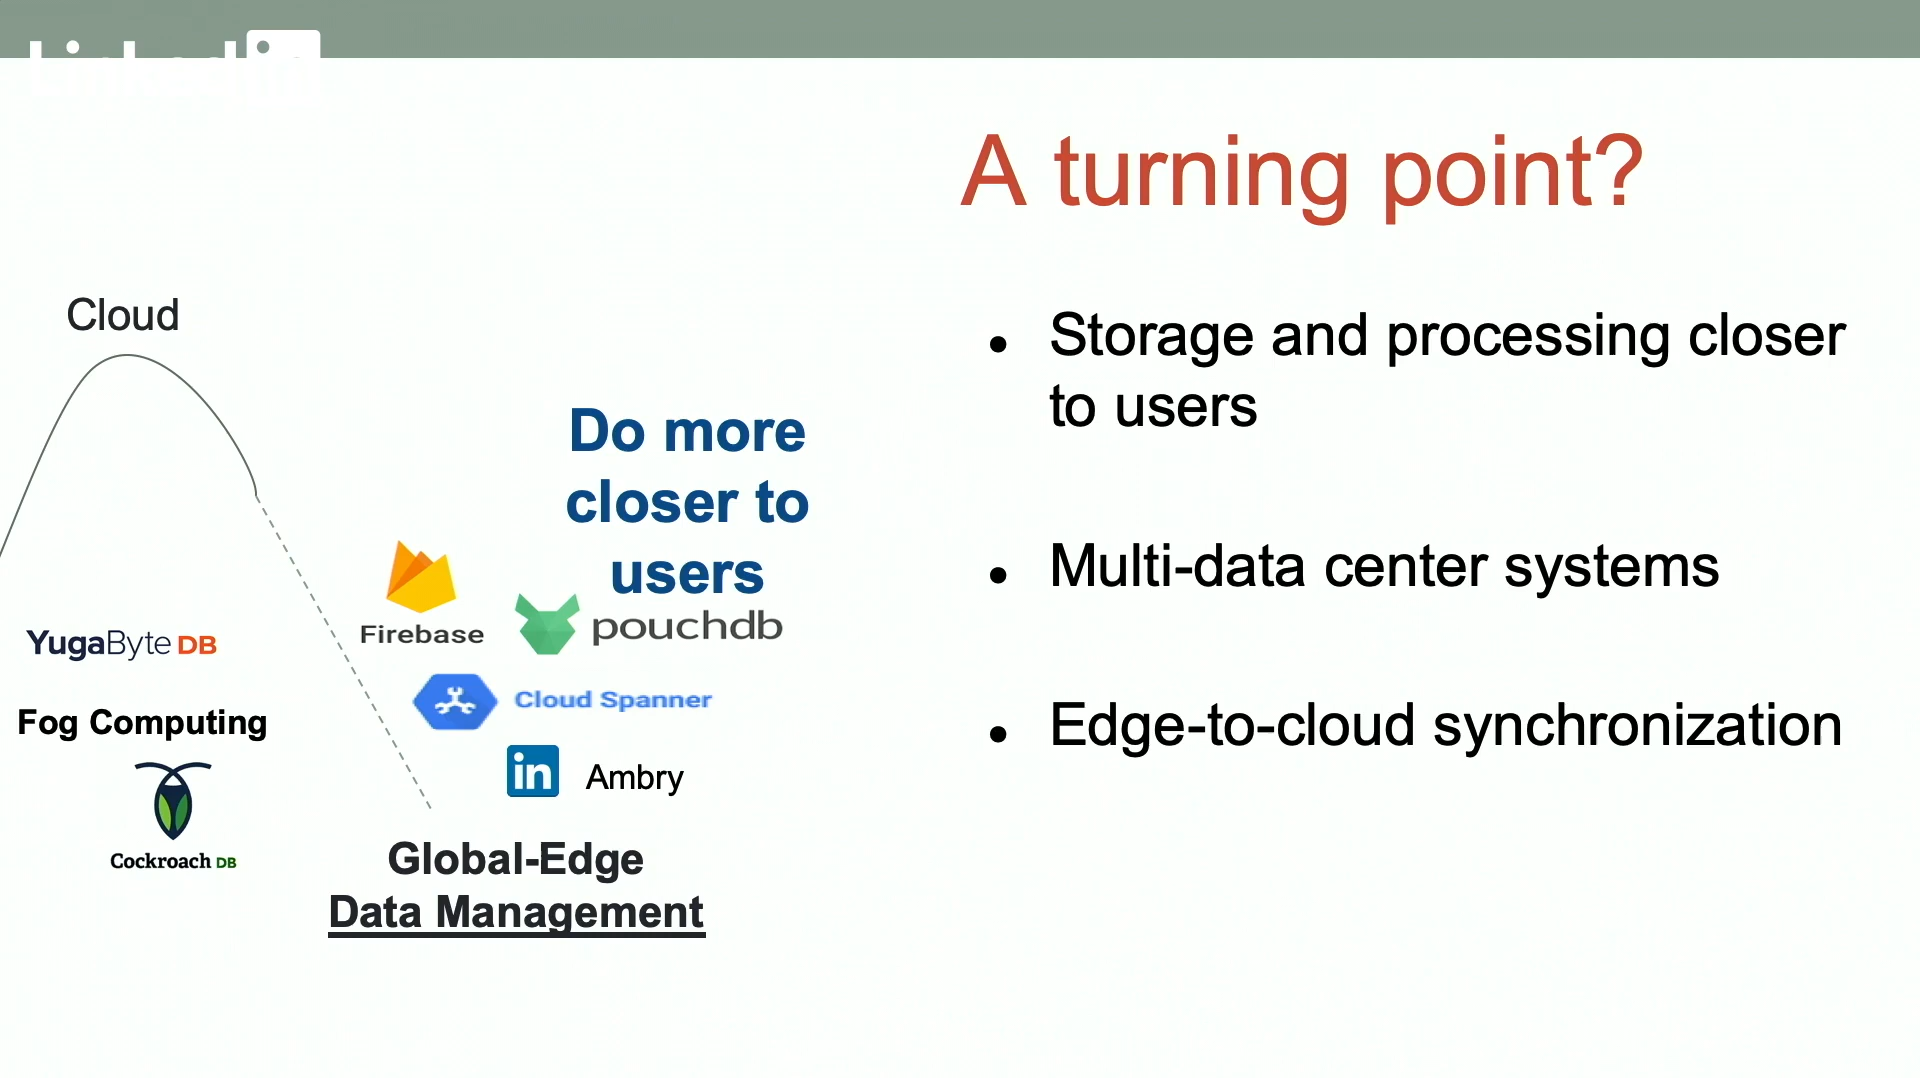 LinkedIn
A turning point?
Cloud
Storage and processing closer
to users
Do more
closer to
users
Multi-data center systems
Firebase
pouchdb
YugaByte DB
Cloud Spanner
Fog Computing
Edge-to-cloud synchronization
in Ambry
Cockroach DB
Global-Edge
Data Management